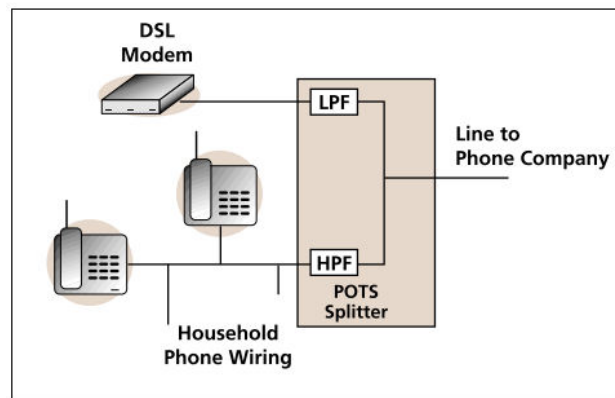 DSL
Modem
LPF
Line to
Phone Company
HPF
POTS
Splitter
Household
Phone Wiring